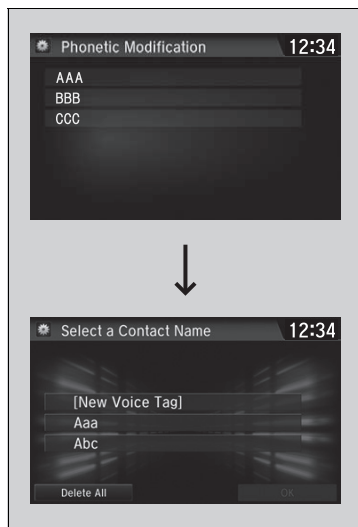 Phonetic Modification 12:34
AAA
BBB
CCC
Select a Contact Name 12:34
[New Voice Tag]
Aaa
Abc
Delete All OK